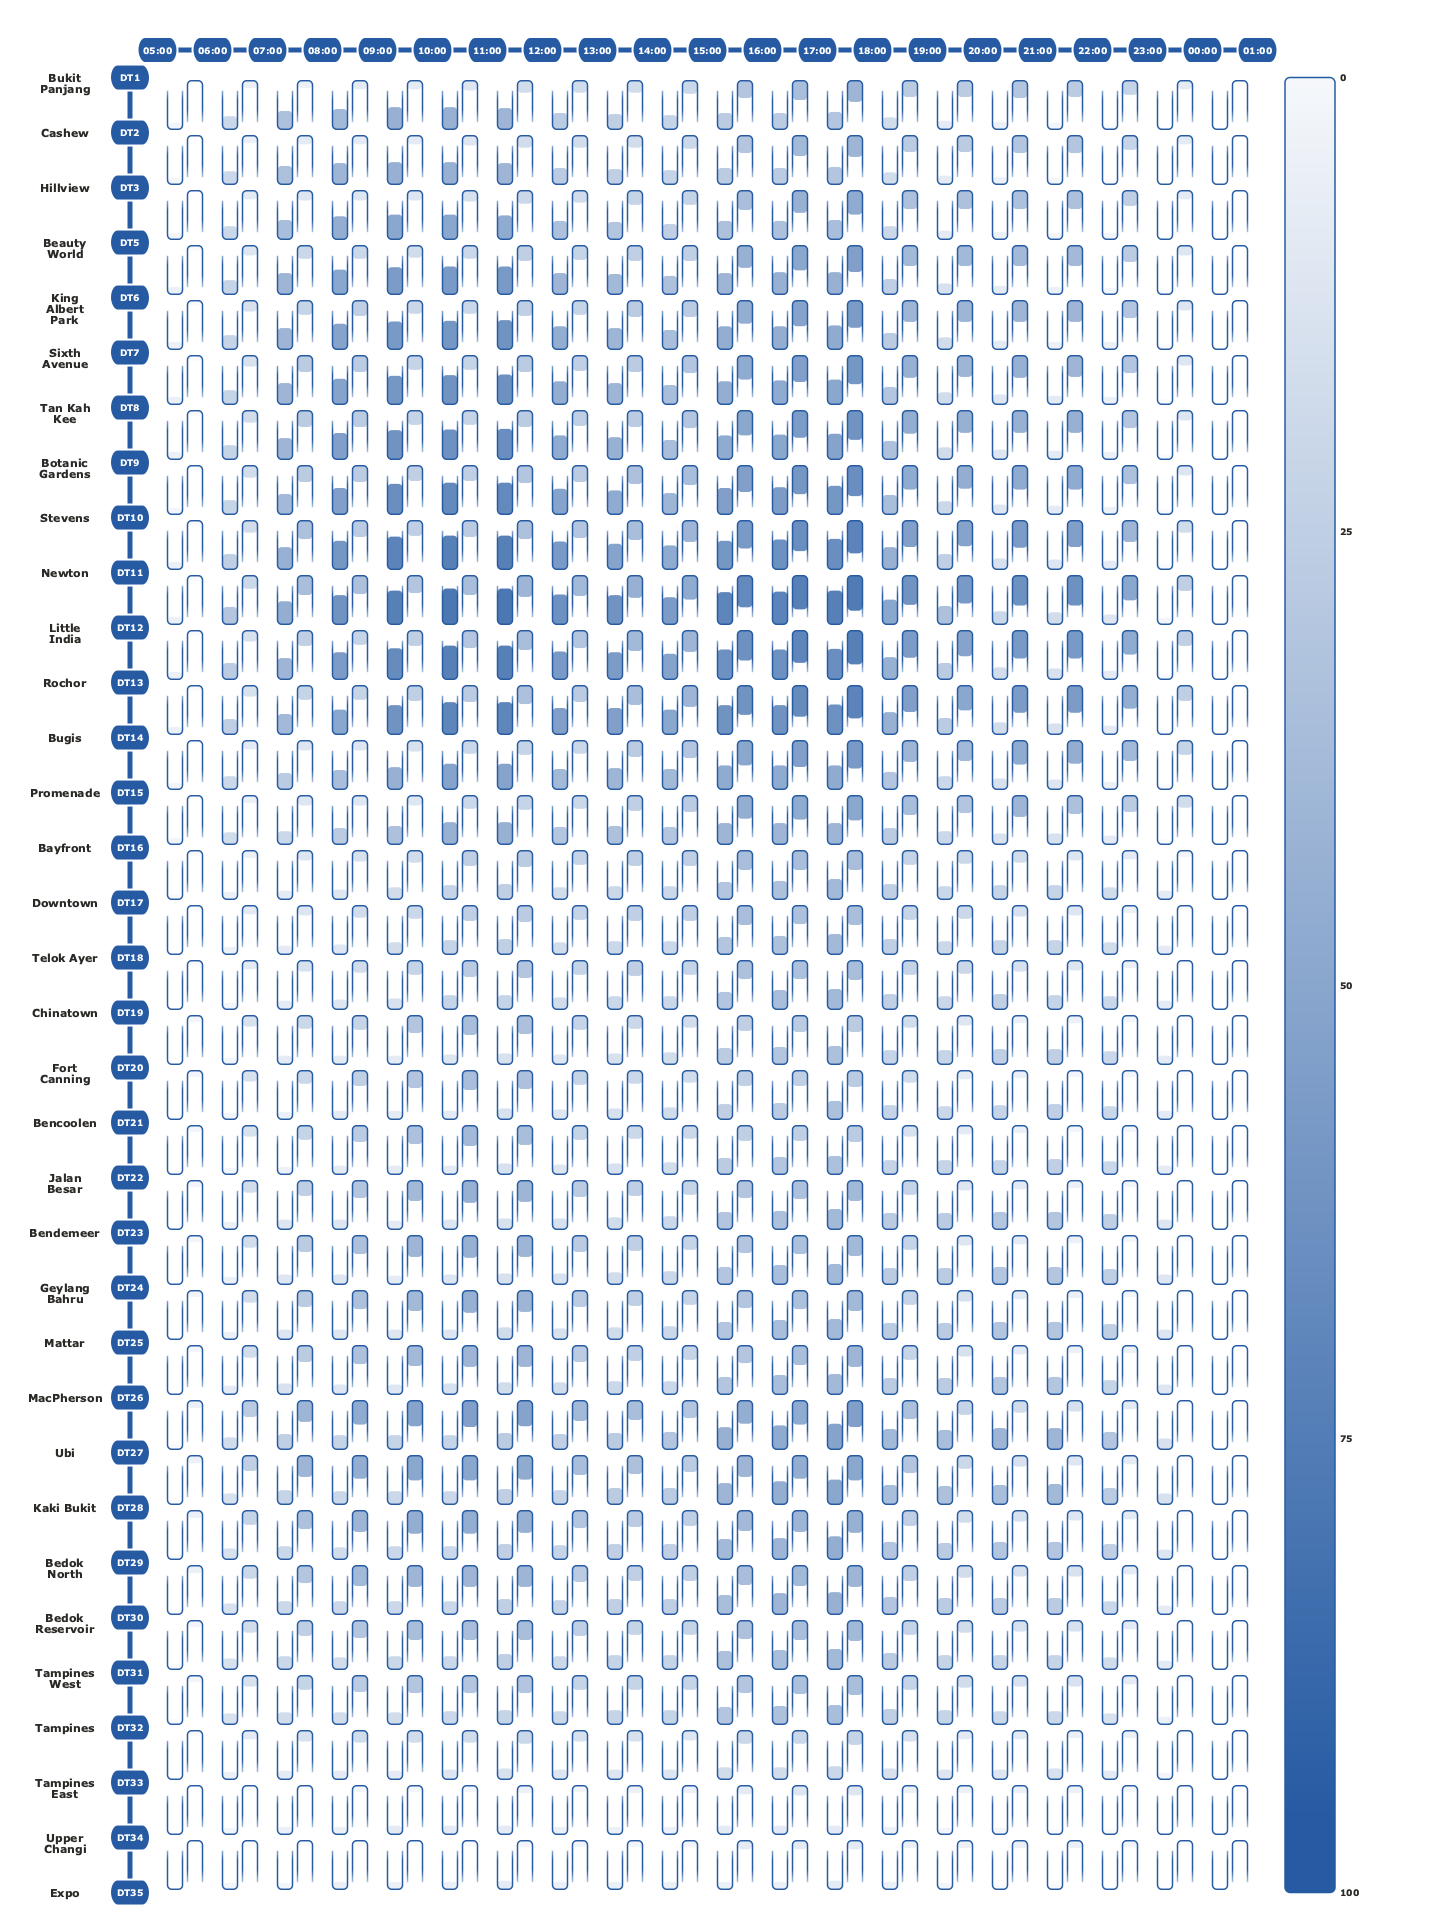 05:00 06:00 07:00 08:00 09:00 10:00 11:00 12:00 13:00 14:00 15:00 16:00 17:00 18:00 19:00 20:00 21:00 22:00 23:00 00:00 01:00
Bukit
Panjang
DT1
0
Cashew DT2
Hillview DT3
Beauty
World
DT5
King
Albert
Park
DT6
Sixth
Avenue
DT7
Tan Kah
Kee
DT8
Botanic
Gardens
DT9
Stevens DT10
25
Newton DT11
Little
India
DT12
Rochor DT13
Bugis DT14
Promenade DT15
Bayfront DT16
Downtown DT17
Telok Ayer DT18
50
Chinatown DT19
Fort
Canning
DT20
Bencoolen DT21
Jalan
Besar
DT22
Bendemeer DT23
Geylang
Bahru
DT24
Mattar DT25
MacPherson DT26
75
Ubi DT27
Kaki Bukit DT28
Bedok
North
DT29
Bedok
Reservoir
DT30
Tampines
West
DT31
Tampines DT32
Tampines
East
DT33
Upper
Changi
DT34
Expo DT35
100